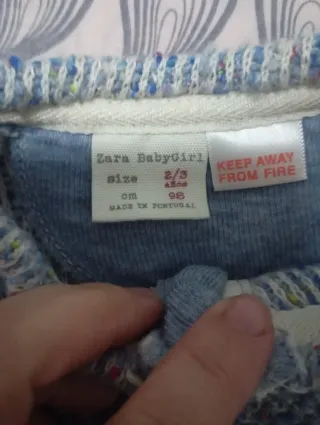 Zara BabyGirl
size 2/3
años
cm 98
MADE IN PORTUGAL
KEEP AWAY
FROM FIRE